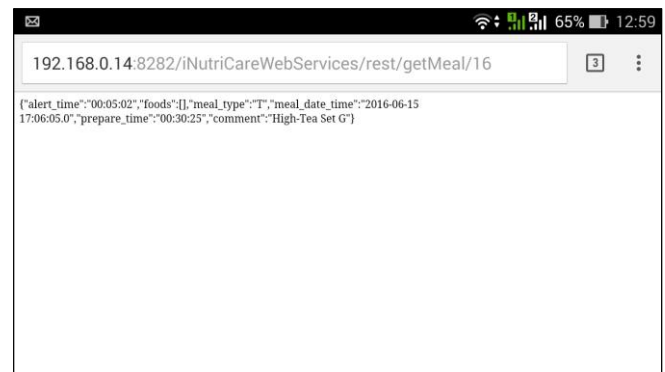 65% 12:59
192.168.0.14:8282/iNutriCareWebServices/rest/getMeal/16 3
{"alert_time":"00:05:02","foods":[],"meal_type":"T","meal_date_time":"2016-06-15
17:06:05.0","prepare_time":"00:30:25","comment":"High-Tea Set G"}